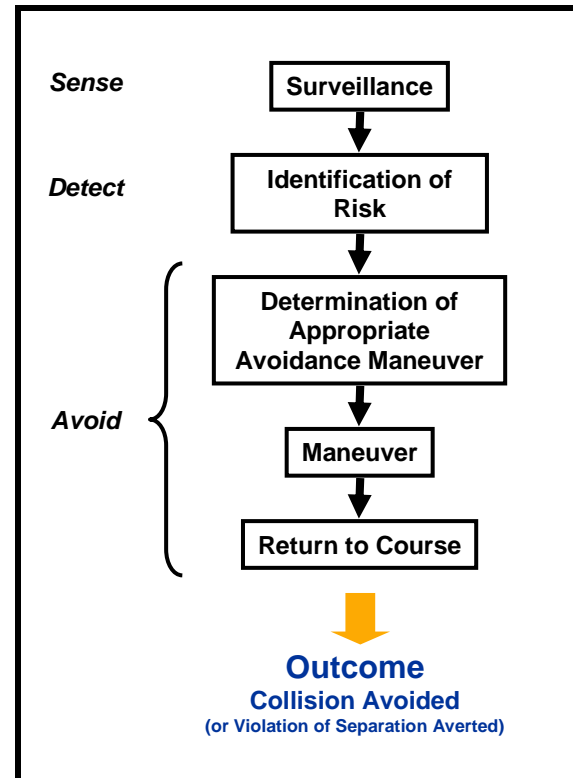 Sense
Surveillance
Detect
Identification of
Risk
Determination of
Appropriate
Avoidance Maneuver
Avoid
Maneuver
Return to Course
Outcome
Collision Avoided
(or Violation of Separation Averted)